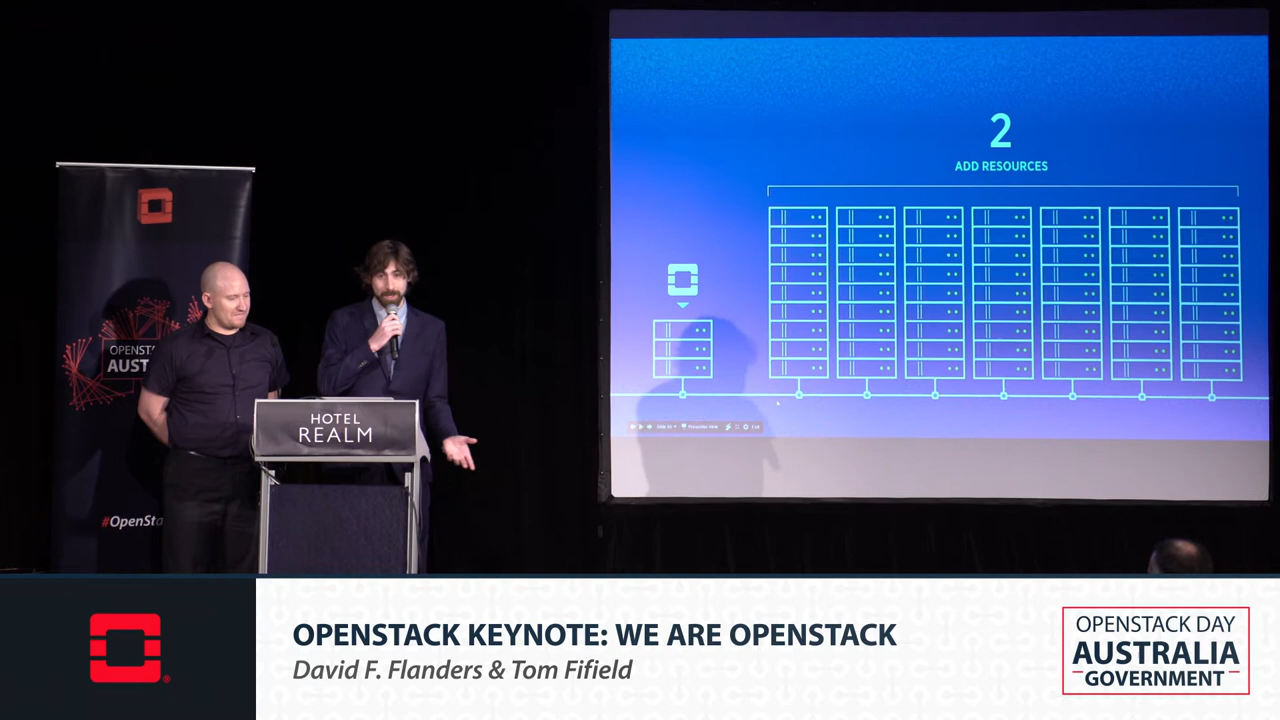 2
ADD RESOURCES
OPENSTA
AUST
#OpenSta
HOTEL
REALM
Exit
OPENSTACK KEYNOTE: WE ARE OPENSTACK
David F. Flanders & Tom Fifield
OPENSTACK DAY
AUSTRALIA
GOVERNMENT
®